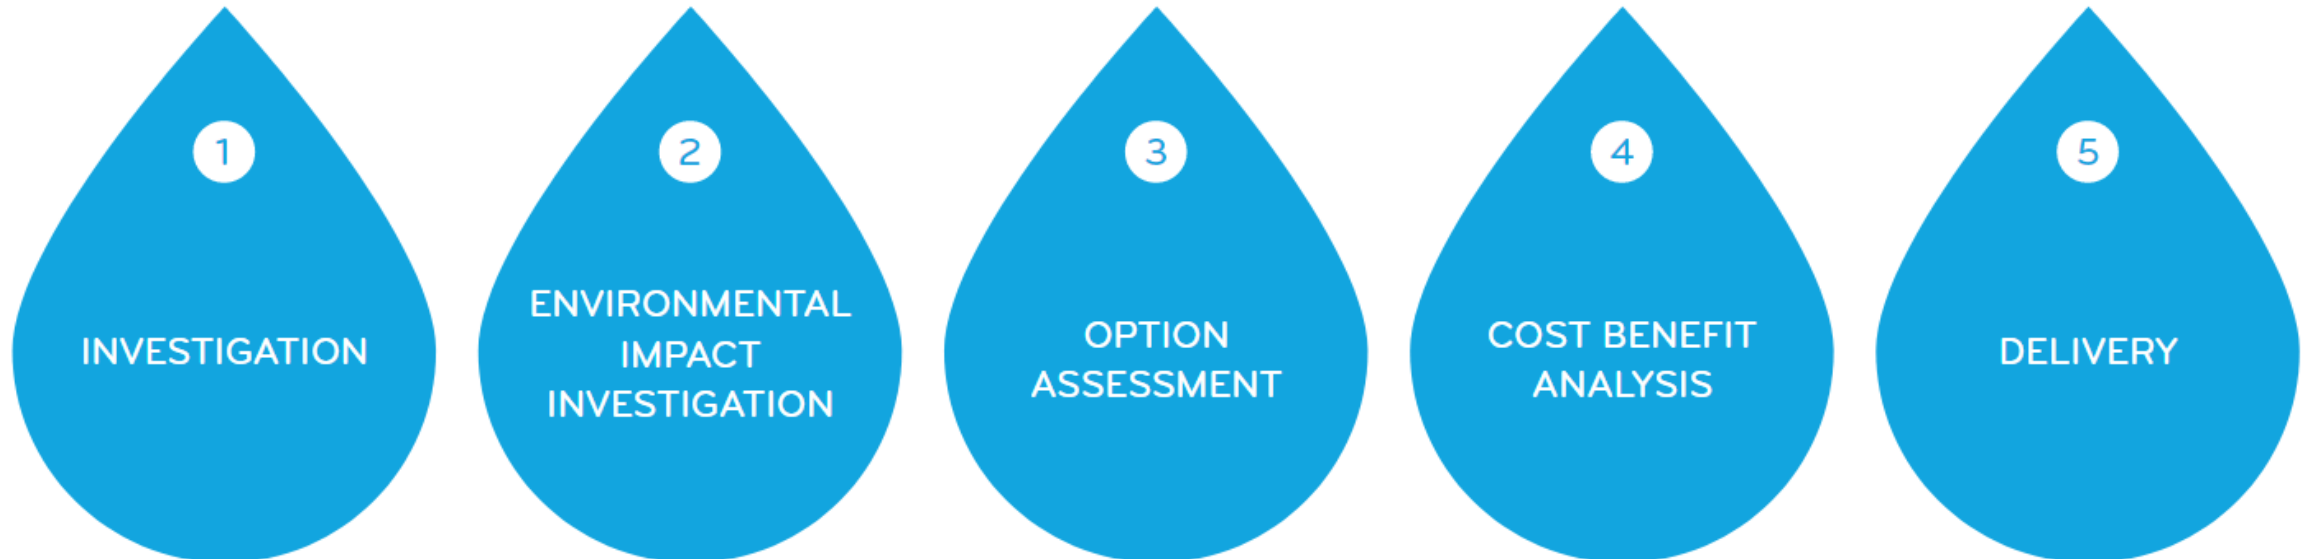 1
INVESTIGATION
2
ENVIRONMENTAL
IMPACT
INVESTIGATION
3
OPTION
ASSESSMENT
4
COST BENEFIT
ANALYSIS
5
DELIVERY